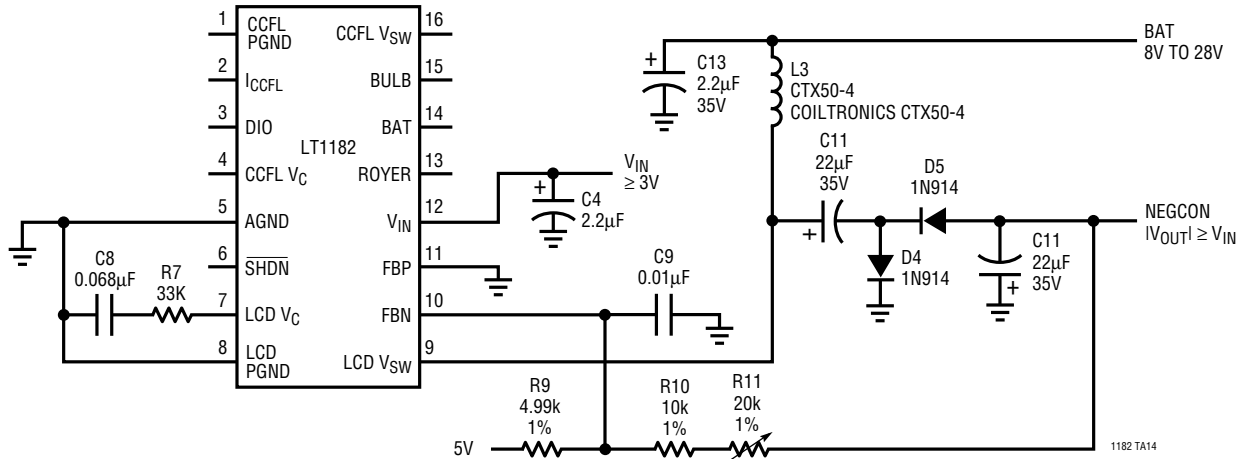 1
CCFL
PGND
2
ICCFL
3
DIO
4
CCFL VC
5
AGND
6
SHDN
7
LCD VC
8
LCD
PGND
LT1182
CCFL VSW
16
BULB
15
BAT
14
ROYER
13
VIN
12
FBP
11
FBN
10
LCD VSW
9
C8
0.068µF
R7
33K
VIN
≥ 3V
C4
2.2µF
+
C9
0.01µF
+
C13
2.2µF
35V
L3
CTX50-4
COILTRONICS CTX50-4
BAT
8V TO 28V
C11
22µF
35V
+
D5
1N914
D4
1N914
C11
22µF
35V
+
NEGCON
|VOUT| ≥ VIN
5V
R9
4.99k
1%
R10
10k
1%
R11
20k
1%
1182 TA14